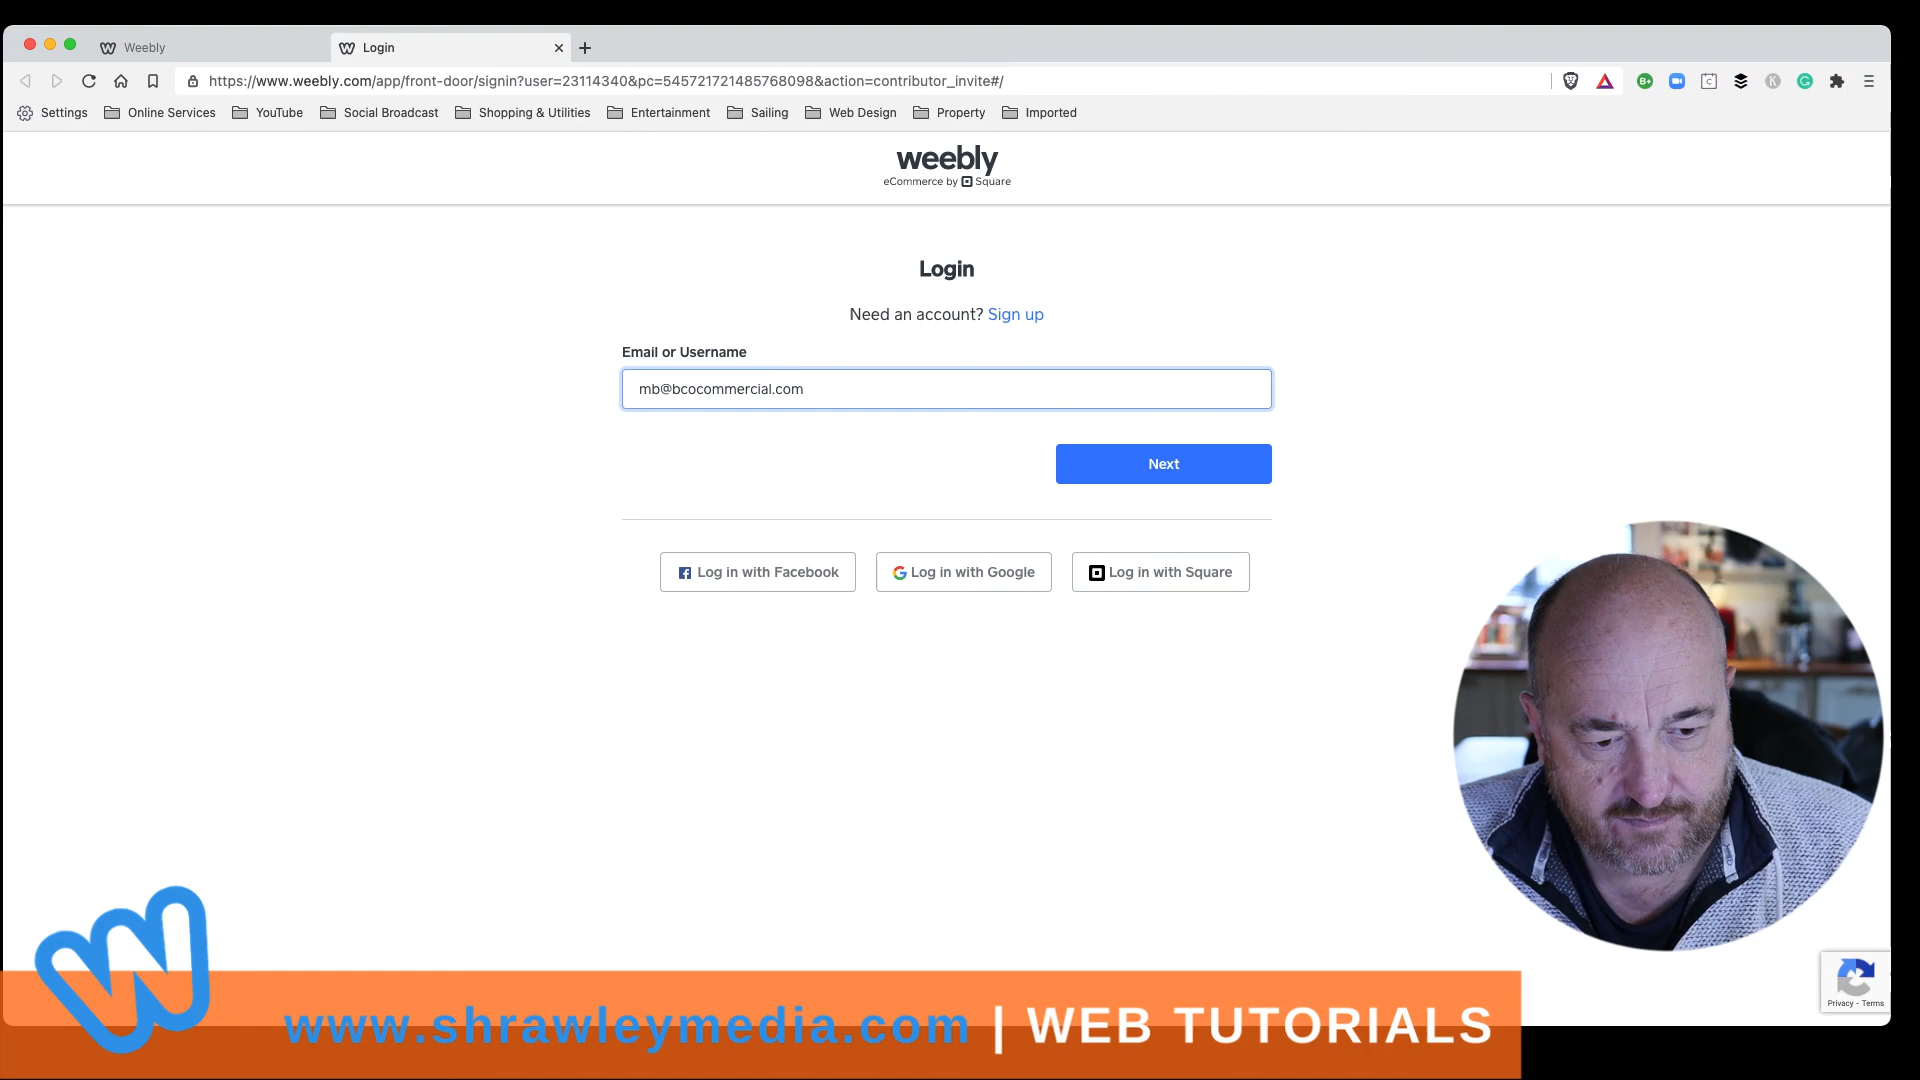 Weebly
Login
https://www.weebly.com/app/front-door/signin?user=23114340&pc=545721721485768098&action=contributor_invite#/
Settings
Online Services
YouTube
Social Broadcast
Shopping & Utilities
Entertainment
Sailing
Web Design
Property
Imported
weebly
eCommerce by Square
Login
Need an account? Sign up
Email or Username
mb@bcocommercial.com
Next
Log in with Facebook
Log in with Google
Log in with Square
Privacy - Terms
www.shrawleymedia.com | WEB TUTORIALS